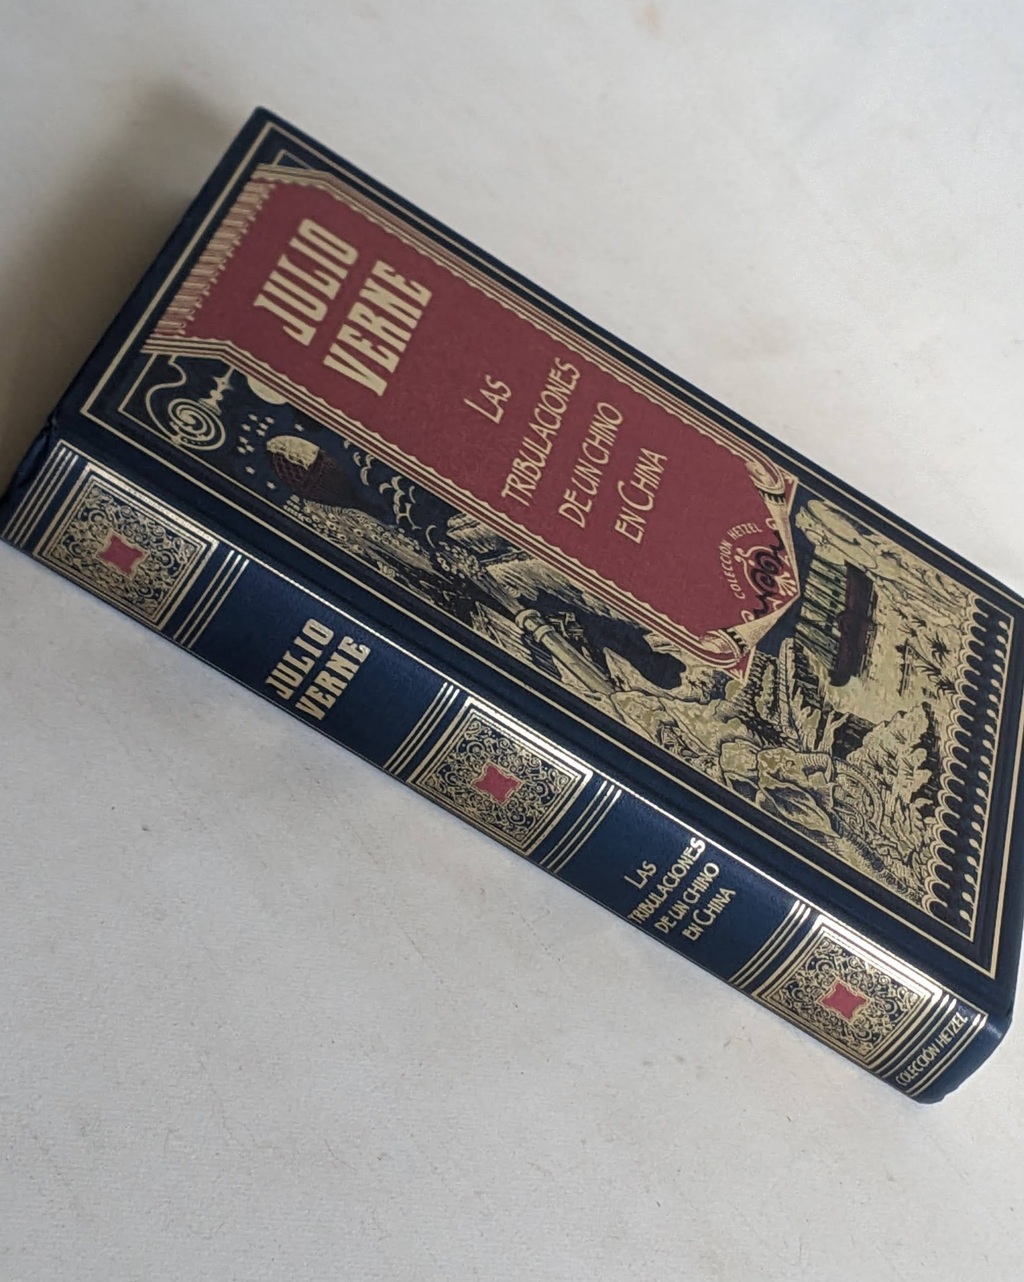 JULIO
VERNE
LAS
TRIBULACIONES
DE UN CHINO
EN CHINA
COLECCIÓN HETZEL
JULIO
VERNE
LAS
TRIBULACIONES
DE UN CHINO
EN CHINA
COLECCIÓN HETZEL